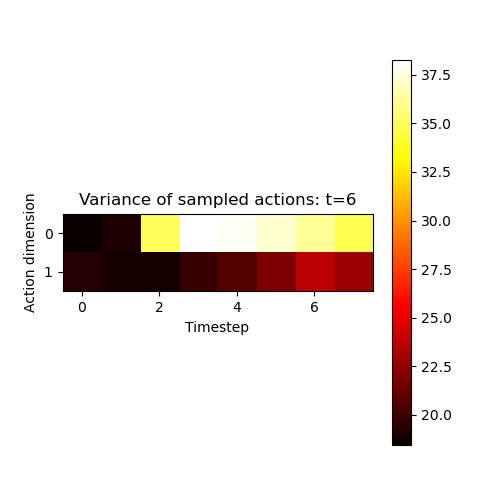 Variance of sampled actions: t=6
Action dimension
0
1
0 2 4 6
Timestep
37.5
35.0
32.5
30.0
27.5
25.0
22.5
20.0